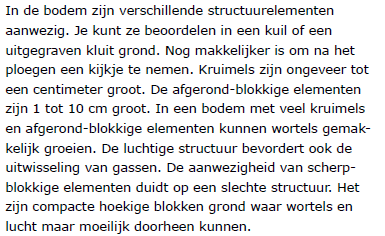 In de bodem zijn verschillende structuurelementen
aanwezig. Je kunt ze beoordelen in een kuil of een
uitgegraven kluit grond. Nog makkelijker is om na het
ploegen een kijkje te nemen. Kruimels zijn ongeveer tot
een centimeter groot. De afgerond-blokkige elementen
zijn 1 tot 10 cm groot. In een bodem met veel kruimels
en afgerond-blokkige elementen kunnen wortels gemak-
kelijk groeien. De luchtige structuur bevordert ook de
uitwisseling van gassen. De aanwezigheid van scherp-
blokkige elementen duidt op een slechte structuur. Het
zijn compacte hoekige blokken grond waar wortels en
lucht maar moeilijk doorheen kunnen.